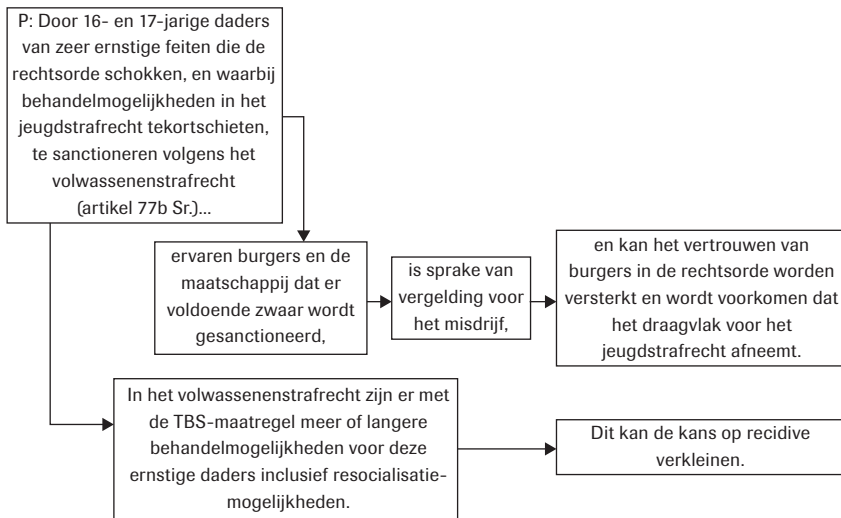 P: Door 16- en 17-jarige daders
van zeer ernstige feiten die de
rechtsorde schokken, en waarbij
behandelmogelijkheden in het
jeugdstrafrecht tekortschieten,
te sanctioneren volgens het
volwassenenstrafrecht
(artikel 77b Sr.)...
ervaren burgers en de
maatschappij dat er
voldoende zwaar wordt
gesanctioneerd,
is sprake van
vergelding voor
het misdrijf,
en kan het vertrouwen van
burgers in de rechtsorde worden
versterkt en wordt voorkomen dat
het draagvlak voor het
jeugdstrafrecht afneemt.
In het volwassenenstrafrecht zijn er met
de TBS-maatregel meer of langere
behandelmogelijkheden voor deze
ernstige daders inclusief resocialisatie-
mogelijkheden.
Dit kan de kans op recidive
verkleinen.